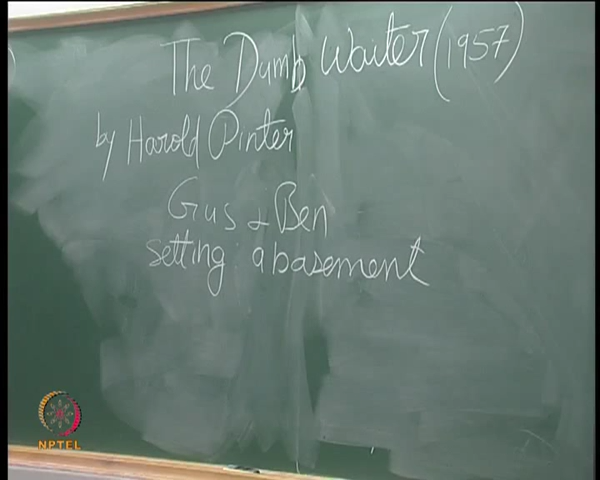 The Dumb Waiter (1957)
by Harold Pinter
Gus & Ben
setting : a basement
NPTEL